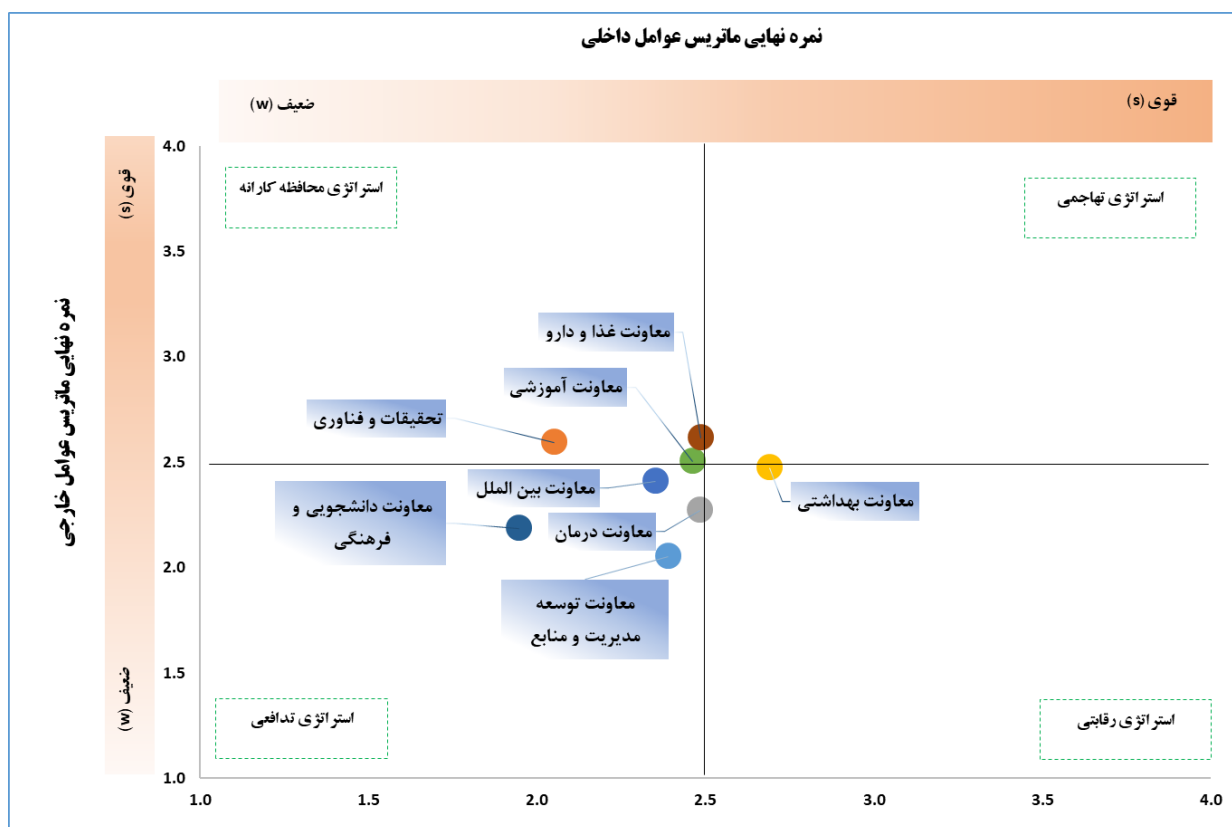 نمره نهایی ماتریس عوامل داخلی
ضعیف (w)
قوی (s)
نمره نهایی ماتریس عوامل خارجی
قوی (s)
ضعیف (w)
4.0
3.5
3.0
2.5
2.0
1.5
1.0
استراتژی محافظه کارانه
استراتژی تهاجمی
معاونت غذا و دارو
معاونت آموزشی
تحقیقات و فناوری
معاونت بین الملل
معاونت بهداشتی
معاونت دانشجویی و
فرهنگی
معاونت درمان
معاونت توسعه
مدیریت و منابع
استراتژی تدافعی
استراتژی رقابتی
1.0
1.5
2.0
2.5
3.0
3.5
4.0